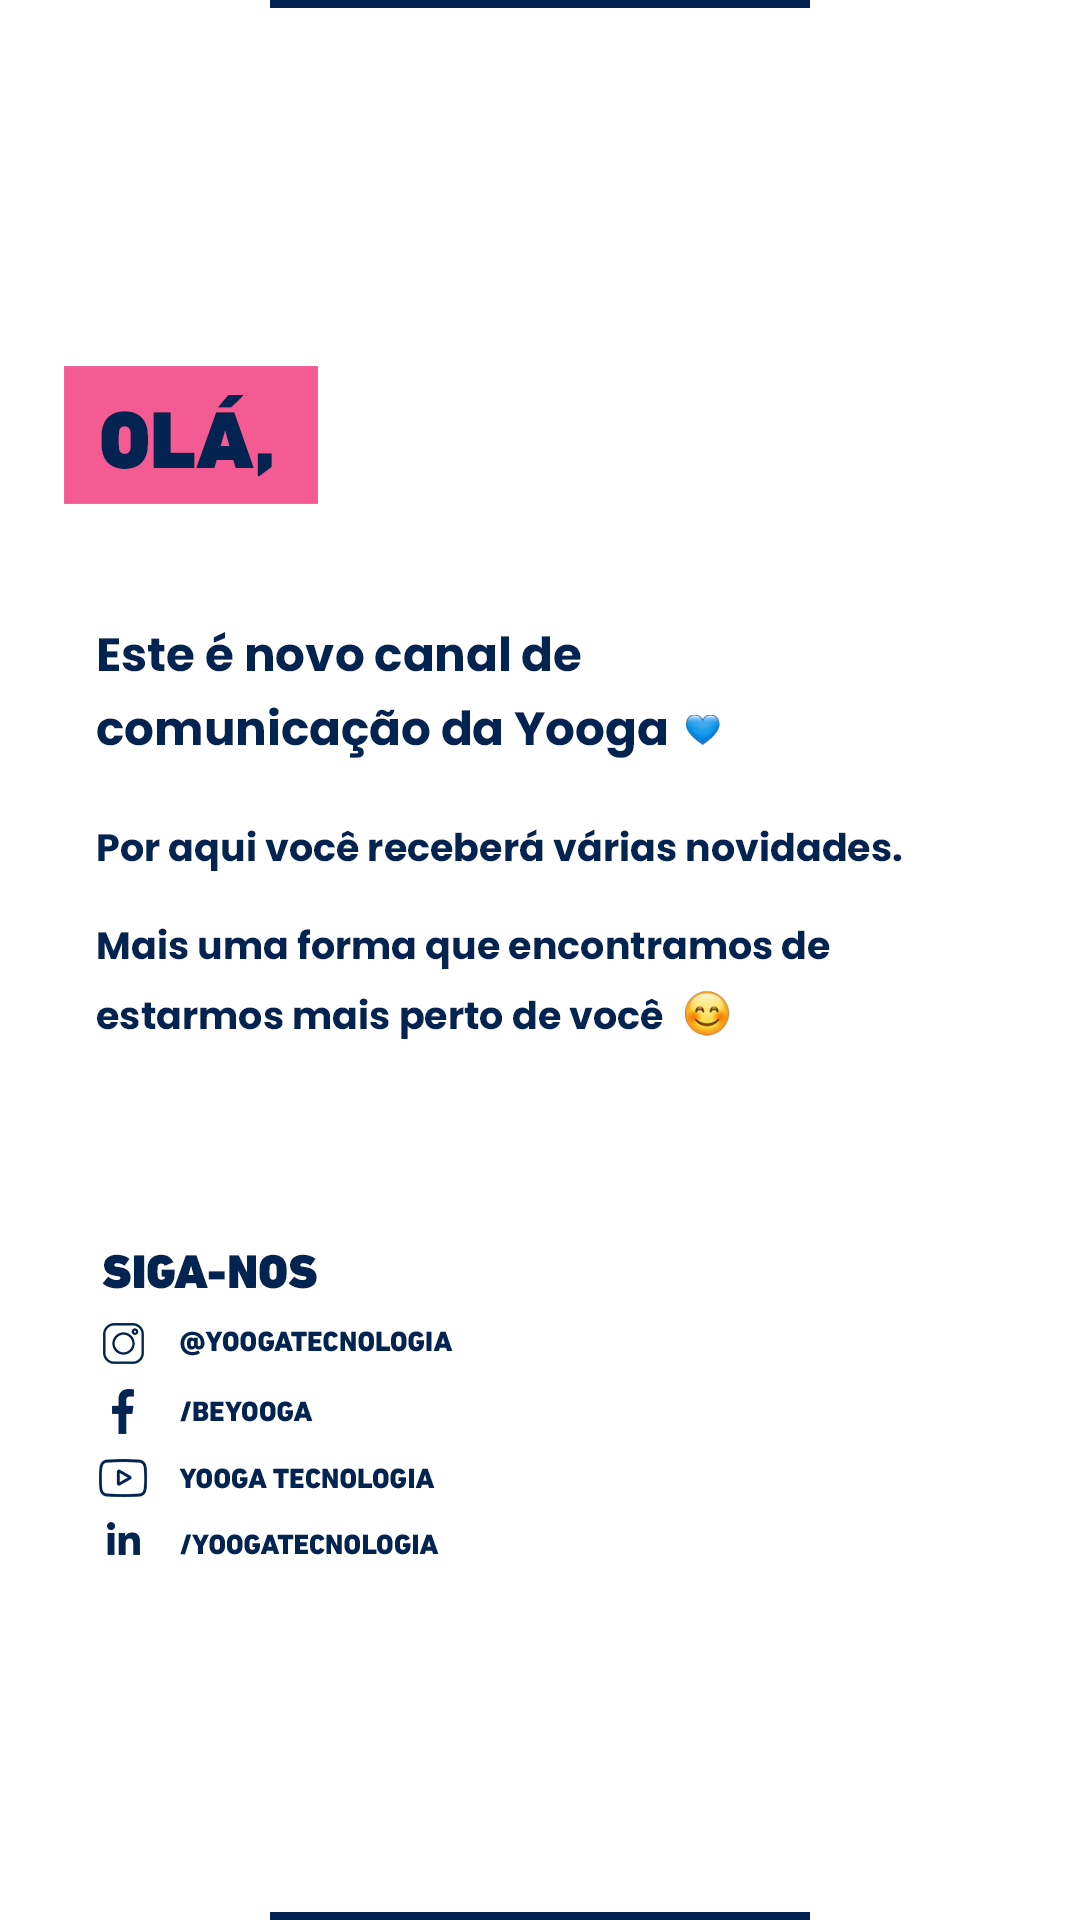 OLÁ,
Este é novo canal de
comunicação da Yooga 💙
Por aqui você receberá várias novidades.
Mais uma forma que encontramos de
estarmos mais perto de você 😊
SIGA-NOS
@YOOGATECNOLOGIA
/BEYOOGA
YOOGA TECNOLOGIA
in /YOOGATECNOLOGIA